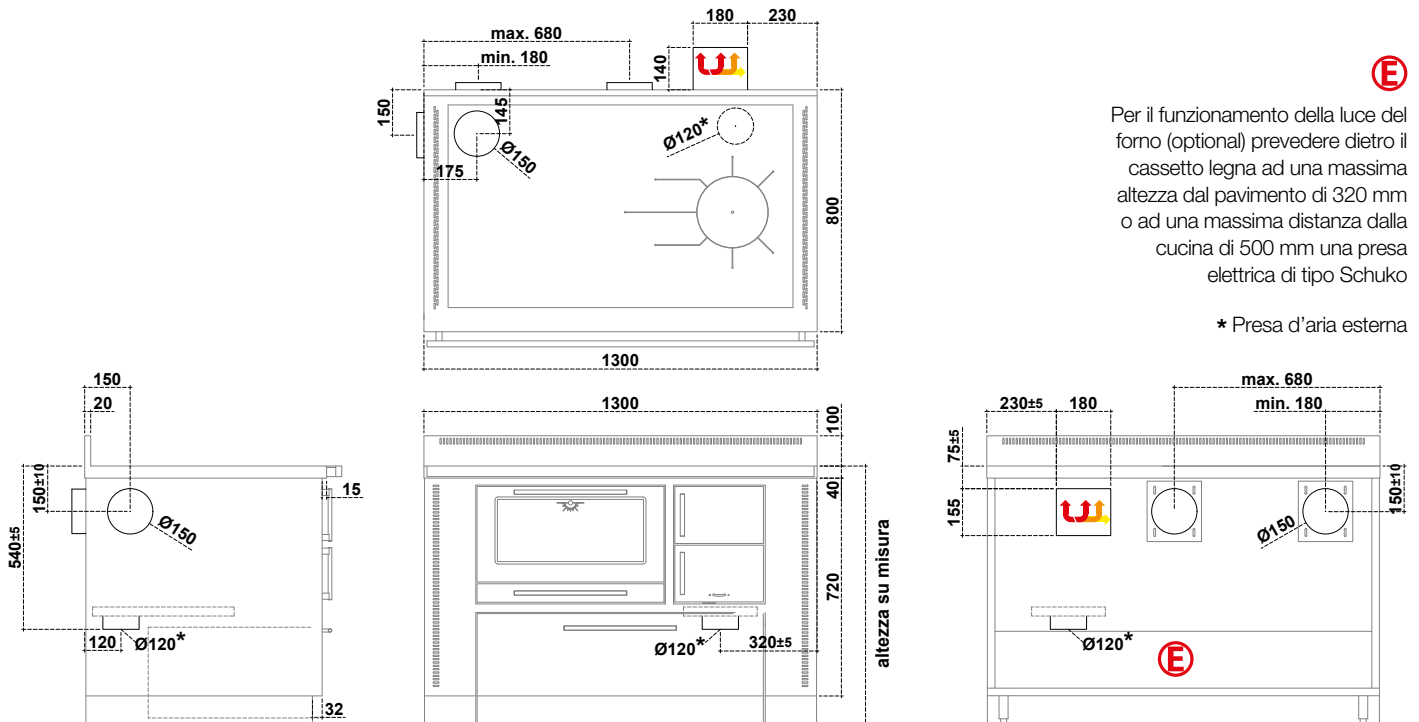 180
230
max. 680
min. 180
140
150
145
Ø120*
Ø150
175
800
1300
E
Per il funzionamento della luce del
forno (optional) prevedere dietro il
cassetto legna ad una massima
altezza dal pavimento di 320 mm
o ad una massima distanza dalla
cucina di 500 mm una presa
elettrica di tipo Schuko
* Presa d'aria esterna
150
20
150±10
15
Ø150
540±5
120
Ø120*
32
1300
100
40
720
altezza su misura
Ø120*
320±5
max. 680
230±5
180
min. 180
75±5
155
150±10
Ø150
Ø120*
E